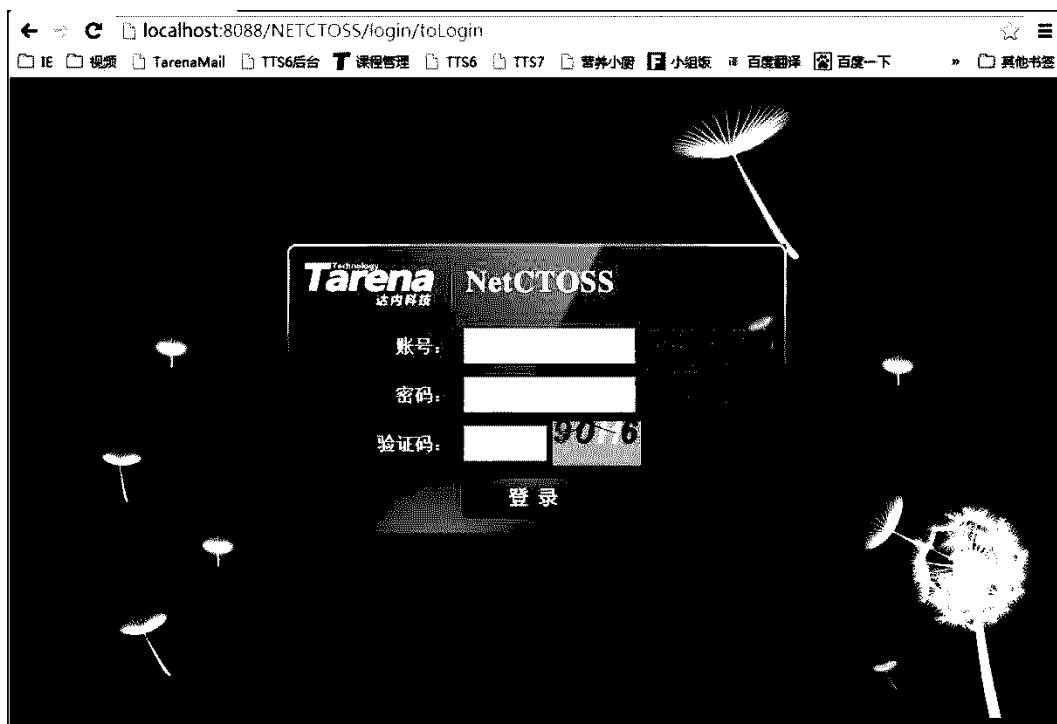 localhost:8088/NETCTOSS/login/toLogin
IE 视频 TarenaMail TTS6后台 课程管理 TTS6 TTS7 营养小厨 小组饭 百度翻译 百度一下 » 其他书签
Technology
Tarena NetCTOSS
达内科技
账号:
密码:
验证码:
登 录